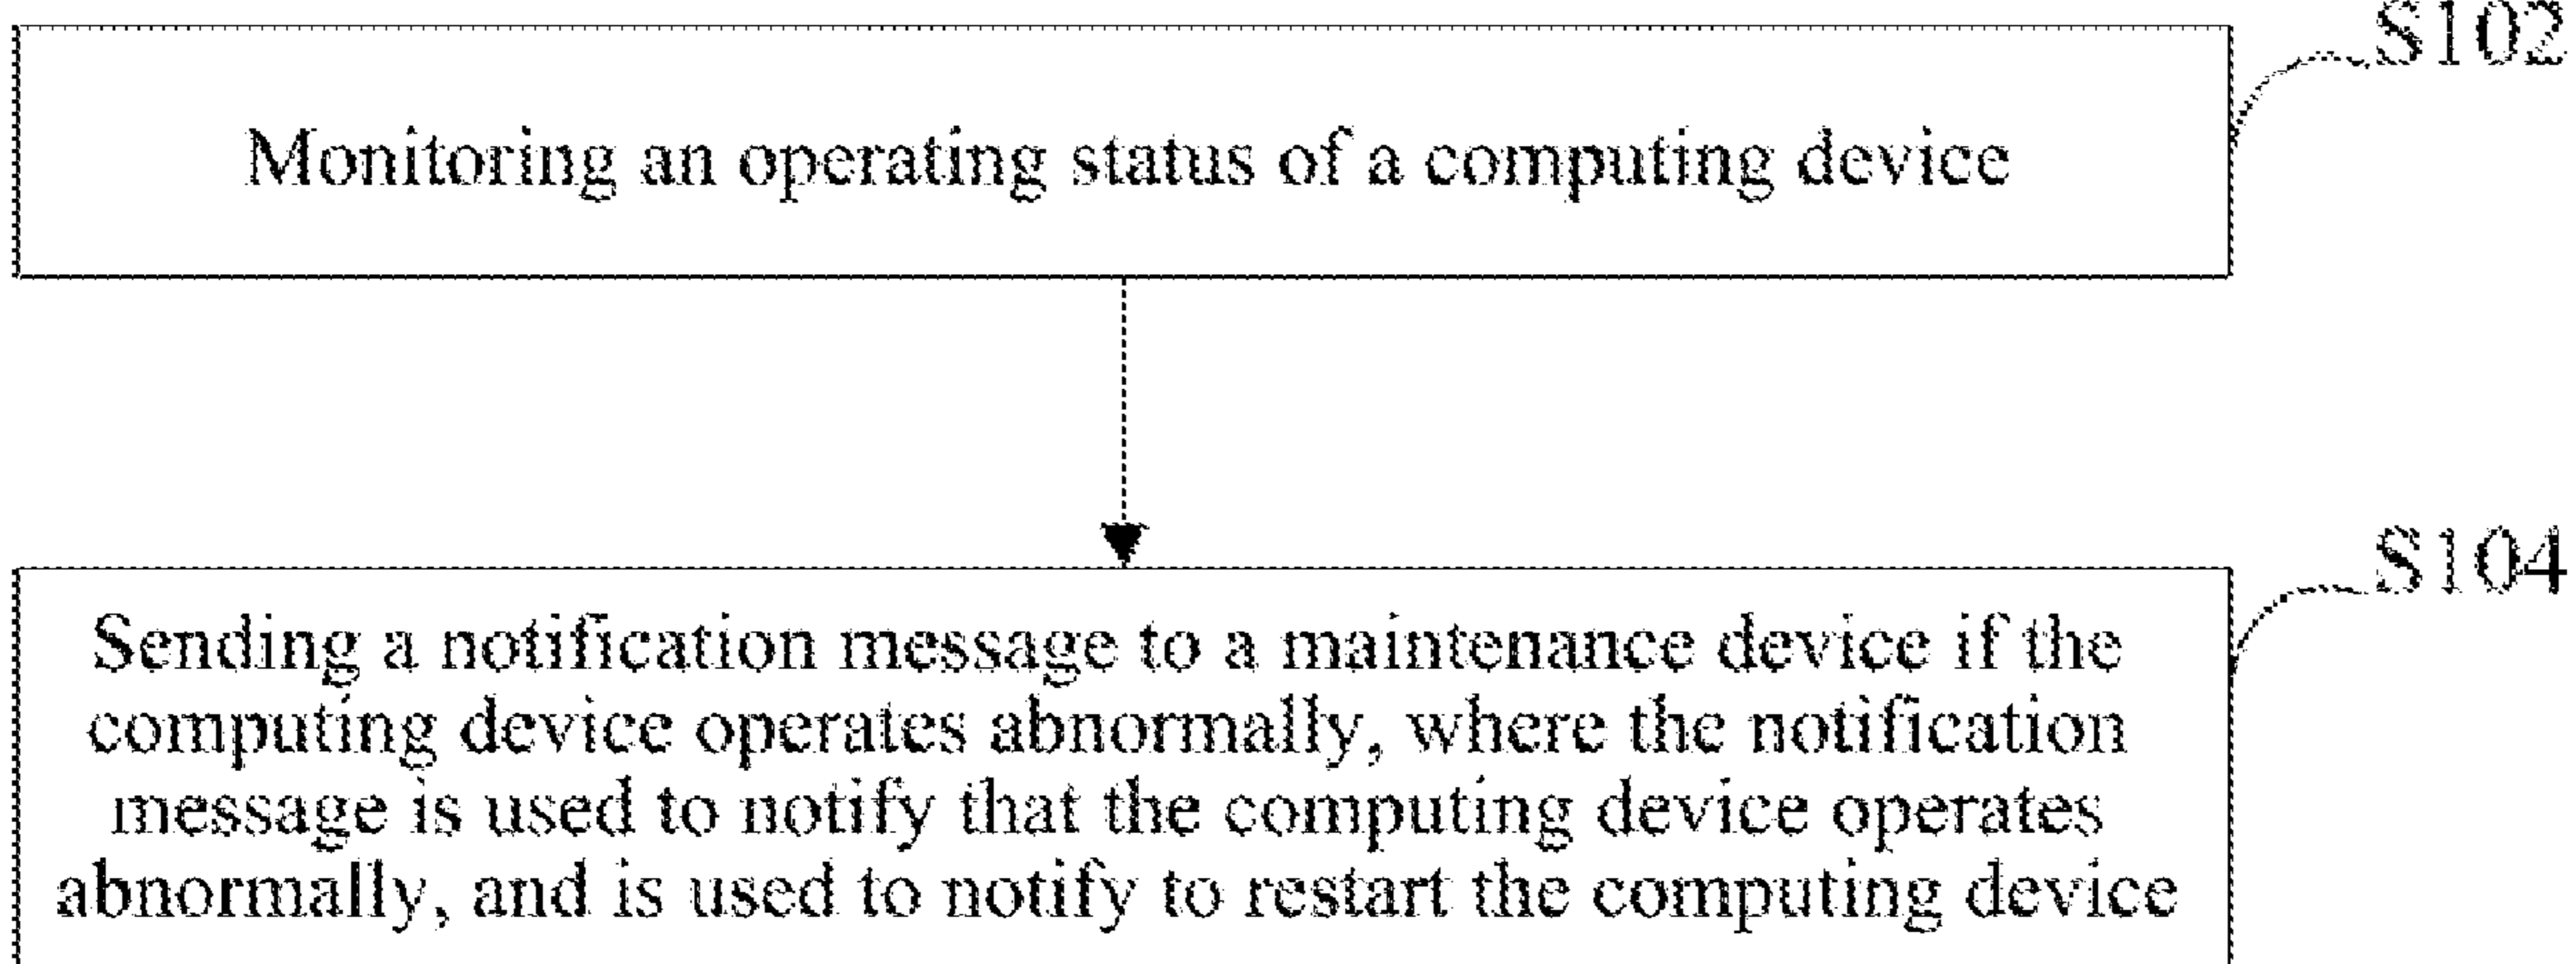 S102
Monitoring an operating status of a computing device
S104
Sending a notification message to a maintenance device if the
computing device operates abnormally, where the notification
message is used to notify that the computing device operates
abnormally, and is used to notify to restart the computing device